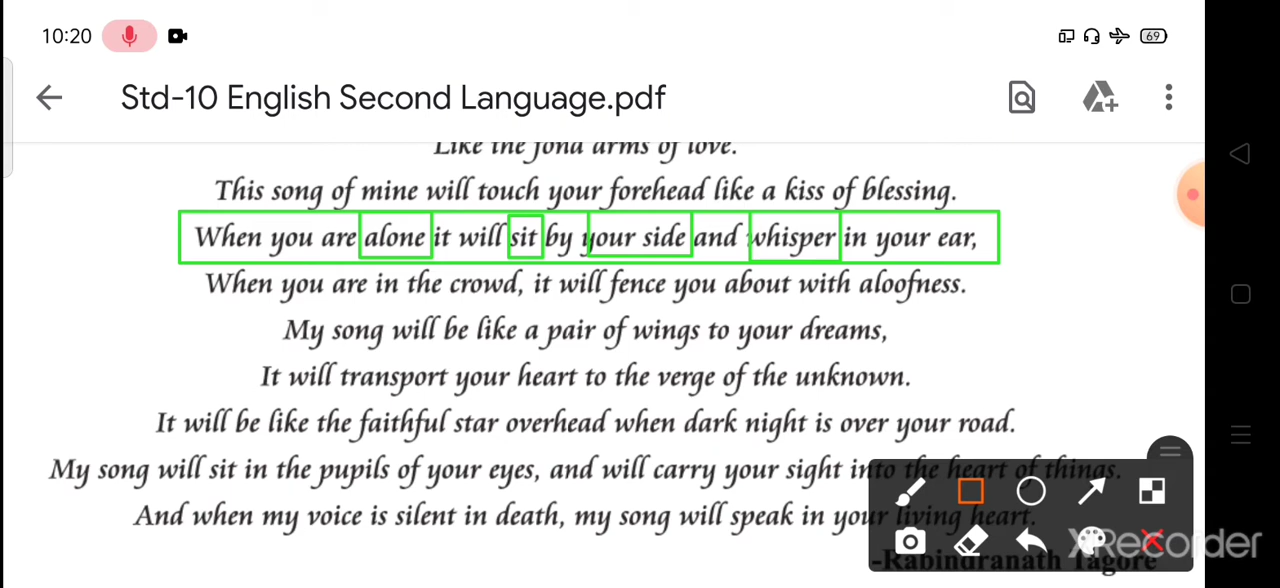 10:20
69
Std-10 English Second Language.pdf
Like the fond arms of love.
This song of mine will touch your forehead like a kiss of blessing.
When you are alone it will sit by your side and whisper in your ear,
When you are in the crowd, it will fence you about with aloofness.
My song will be like a pair of wings to your dreams,
It will transport your heart to the verge of the unknown.
It will be like the faithful star overhead when dark night is over your road.
My song will sit in the pupils of your eyes, and will carry your sight into the heart of things.
And when my voice is silent in death, my song will speak in your living heart.
-Rabindranath Tagore
XRecorder